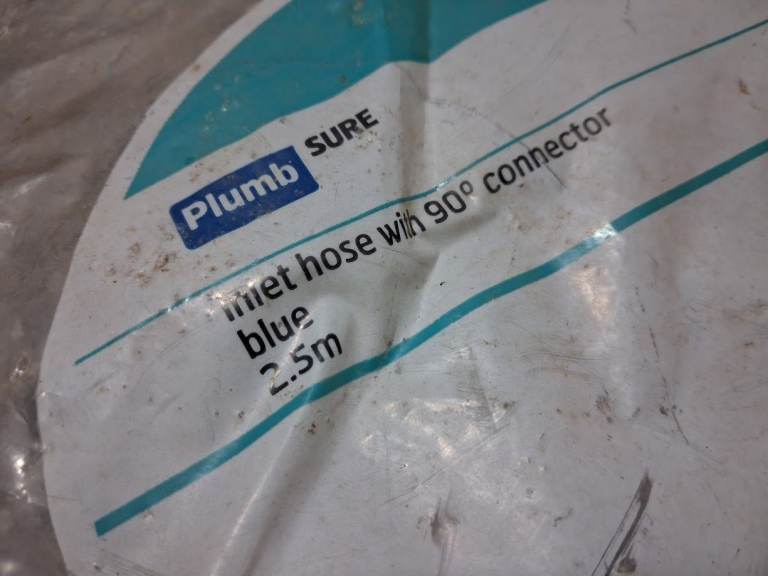 Plumb SURE
Inlet hose with 90° connector
blue
2.5m